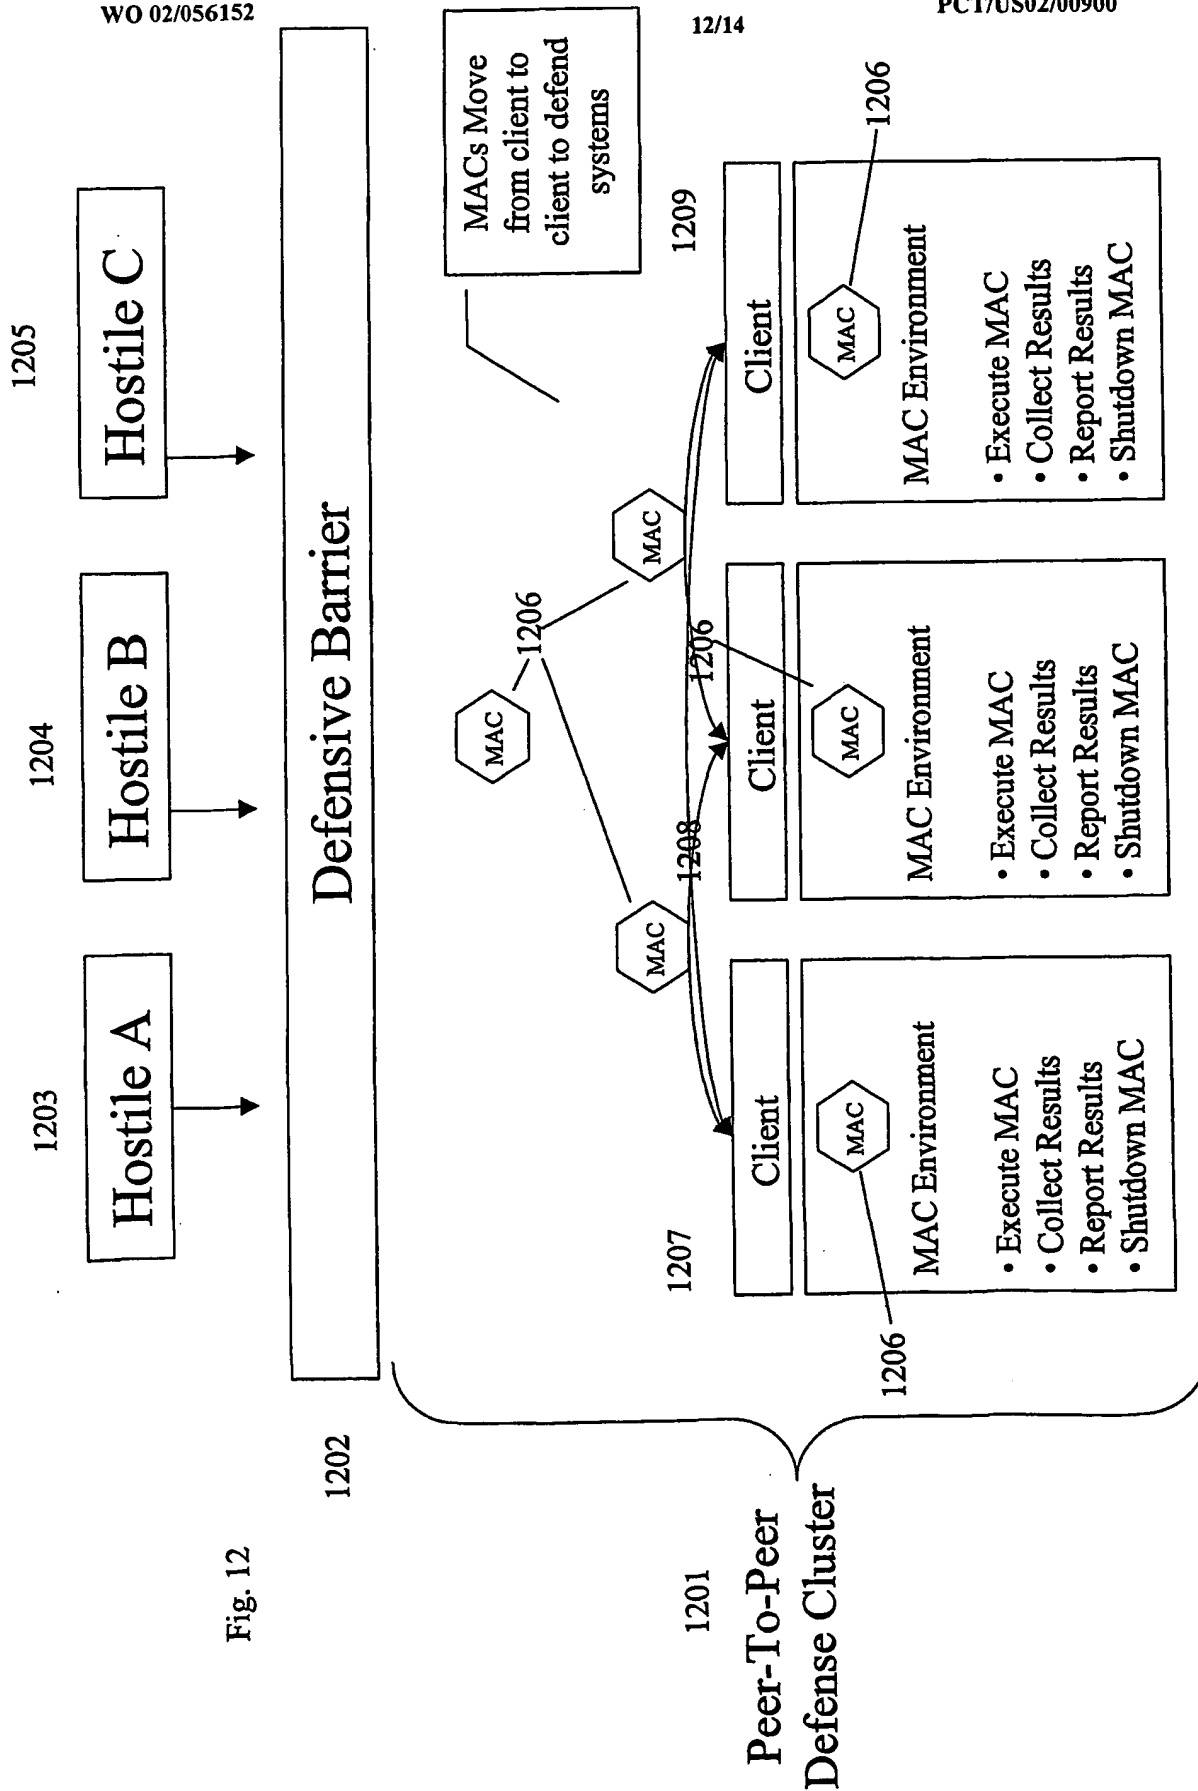 WO 02/056152
12/14
PCT/US02/00900
Fig. 12
1203
1204
1205
Hostile A
Hostile B
Hostile C
1202
Defensive Barrier
MACs Move
from client to
client to defend
systems
MAC
1206
MAC
MAC
1201
Peer-To-Peer
Defense Cluster
1207
1208
1206
1209
Client
Client
Client
1206
MAC
MAC
MAC
1206
MAC Environment
• Execute MAC
• Collect Results
• Report Results
• Shutdown MAC
MAC Environment
• Execute MAC
• Collect Results
• Report Results
• Shutdown MAC
MAC Environment
• Execute MAC
• Collect Results
• Report Results
• Shutdown MAC